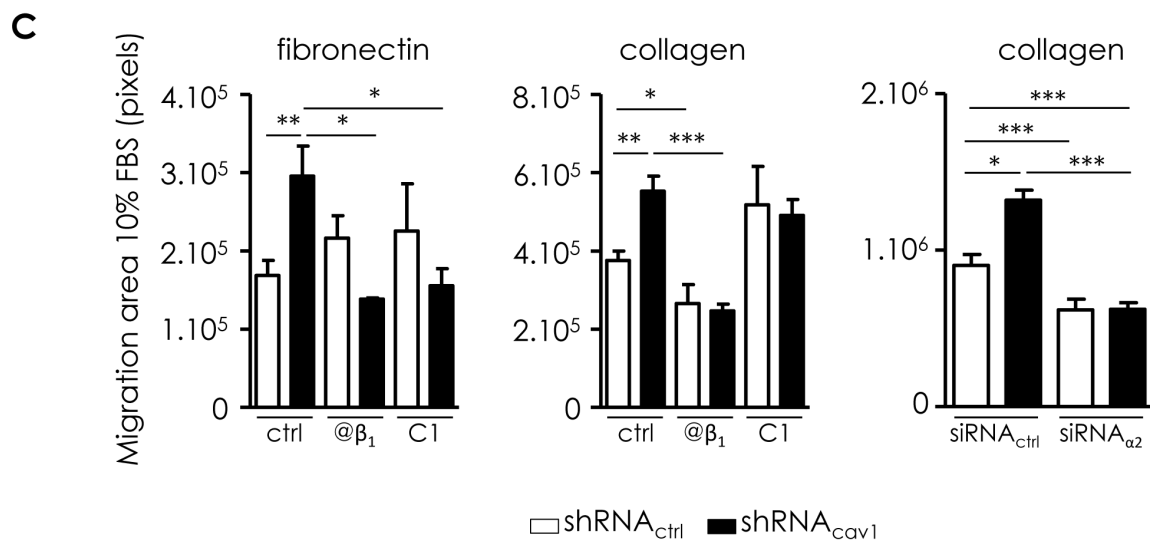 C
fibronectin
collagen
collagen
Migration area 10% FBS (pixels)
4.10⁵
3.10⁵
2.10⁵
1.10⁵
0
** * *
ctrl @β₁ C1
8.10⁵
6.10⁵
4.10⁵
2.10⁵
0
*
** ***
ctrl @β₁ C1
2.10⁶
1.10⁶
0
***
***
* ***
siRNActrl siRNAα2
shRNActrl shRNAcav1